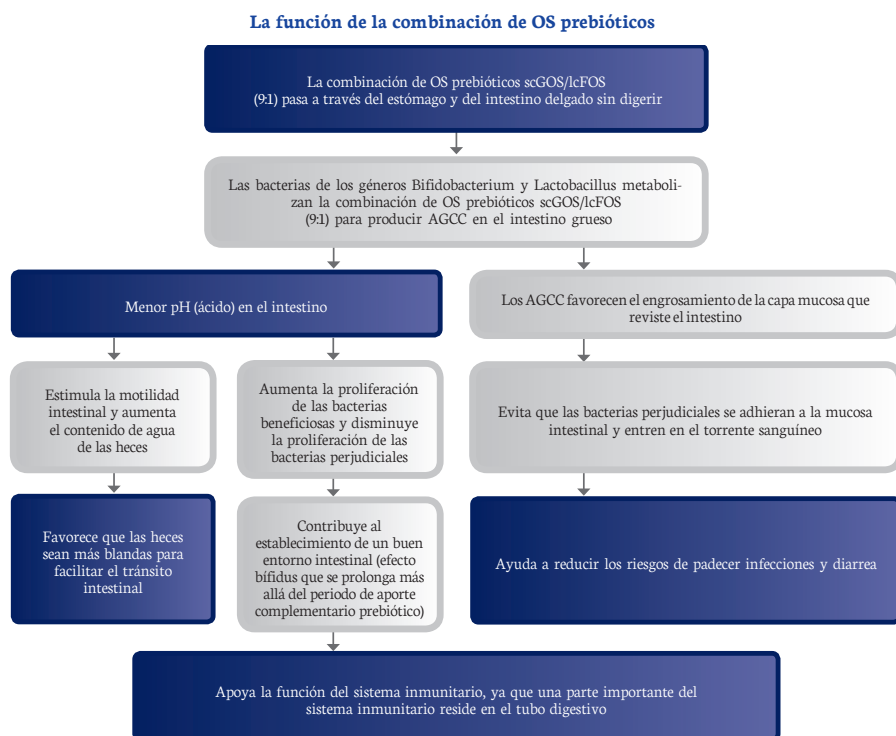 La función de la combinación de OS prebióticos
La combinación de OS prebióticos scGOS/lcFOS
(9:1) pasa a través del estómago y del intestino delgado sin digerir
Las bacterias de los géneros Bifidobacterium y Lactobacillus metaboli-
zan la combinación de OS prebióticos scGOS/lcFOS
(9:1) para producir AGCC en el intestino grueso
Menor pH (ácido) en el intestino
Los AGCC favorecen el engrosamiento de la capa mucosa que
reviste el intestino
Estimula la motilidad
intestinal y aumenta
el contenido de agua
de las heces
Aumenta la proliferación
de las bacterias
beneficiosas y disminuye
la proliferación de las
bacterias perjudiciales
Evita que las bacterias perjudiciales se adhieran a la mucosa
intestinal y entren en el torrente sanguíneo
Favorece que las heces
sean más blandas para
facilitar el tránsito
intestinal
Contribuye al
establecimiento de un buen
entorno intestinal (efecto
bífidus que se prolonga más
allá del periodo de aporte
complementario prebiótico)
Ayuda a reducir los riesgos de padecer infecciones y diarrea
Apoya la función del sistema inmunitario, ya que una parte importante del
sistema inmunitario reside en el tubo digestivo